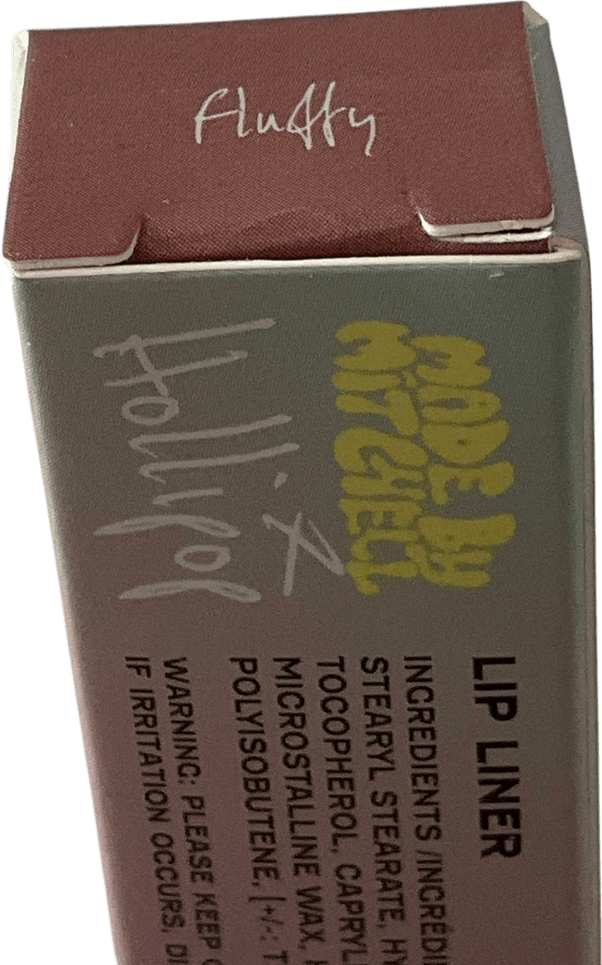 Fluffy
MADE BY
MITCHELL
X
Hollipop
LIP LINER
INGREDIENTS /INGRÉDI
STEARYL STEARATE, HY
TOCOPHEROL, CAPRYL
MICROSTALLINE WAX,
POLYISOBUTENE, [+/-: T
WARNING: PLEASE KEEP
IF IRRITATION OCCURS, DI